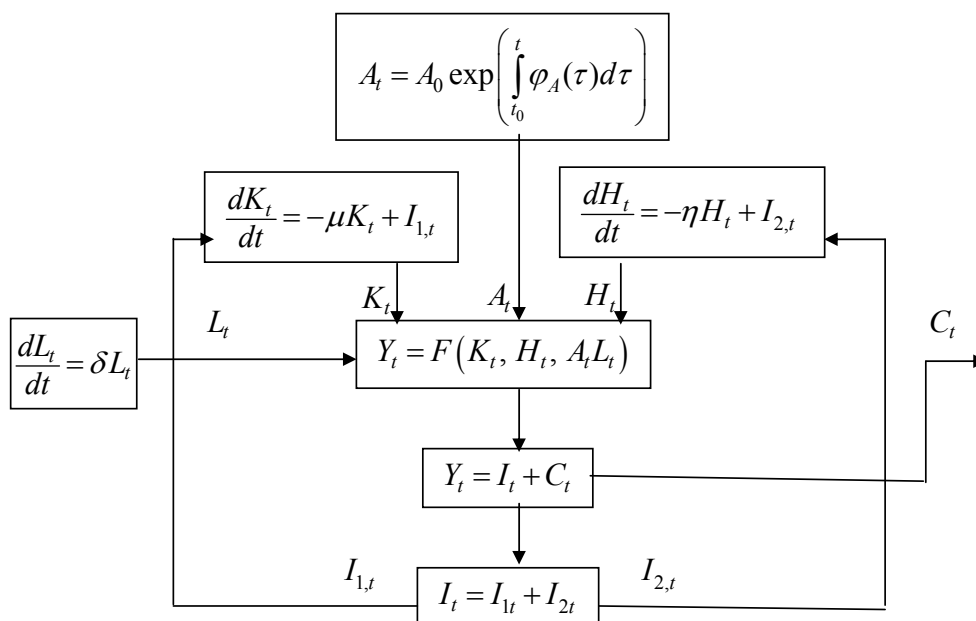 A_t = A_0 exp(∫_{t_0}^{t} φ_A(τ)dτ)
dK_t/dt = −μK_t + I_{1,t}
dH_t/dt = −ηH_t + I_{2,t}
K_t
A_t
H_t
L_t
C_t
dL_t/dt = δL_t
Y_t = F(K_t, H_t, A_tL_t)
Y_t = I_t + C_t
I_{1,t}
I_{2,t}
I_t = I_{1t} + I_{2t}